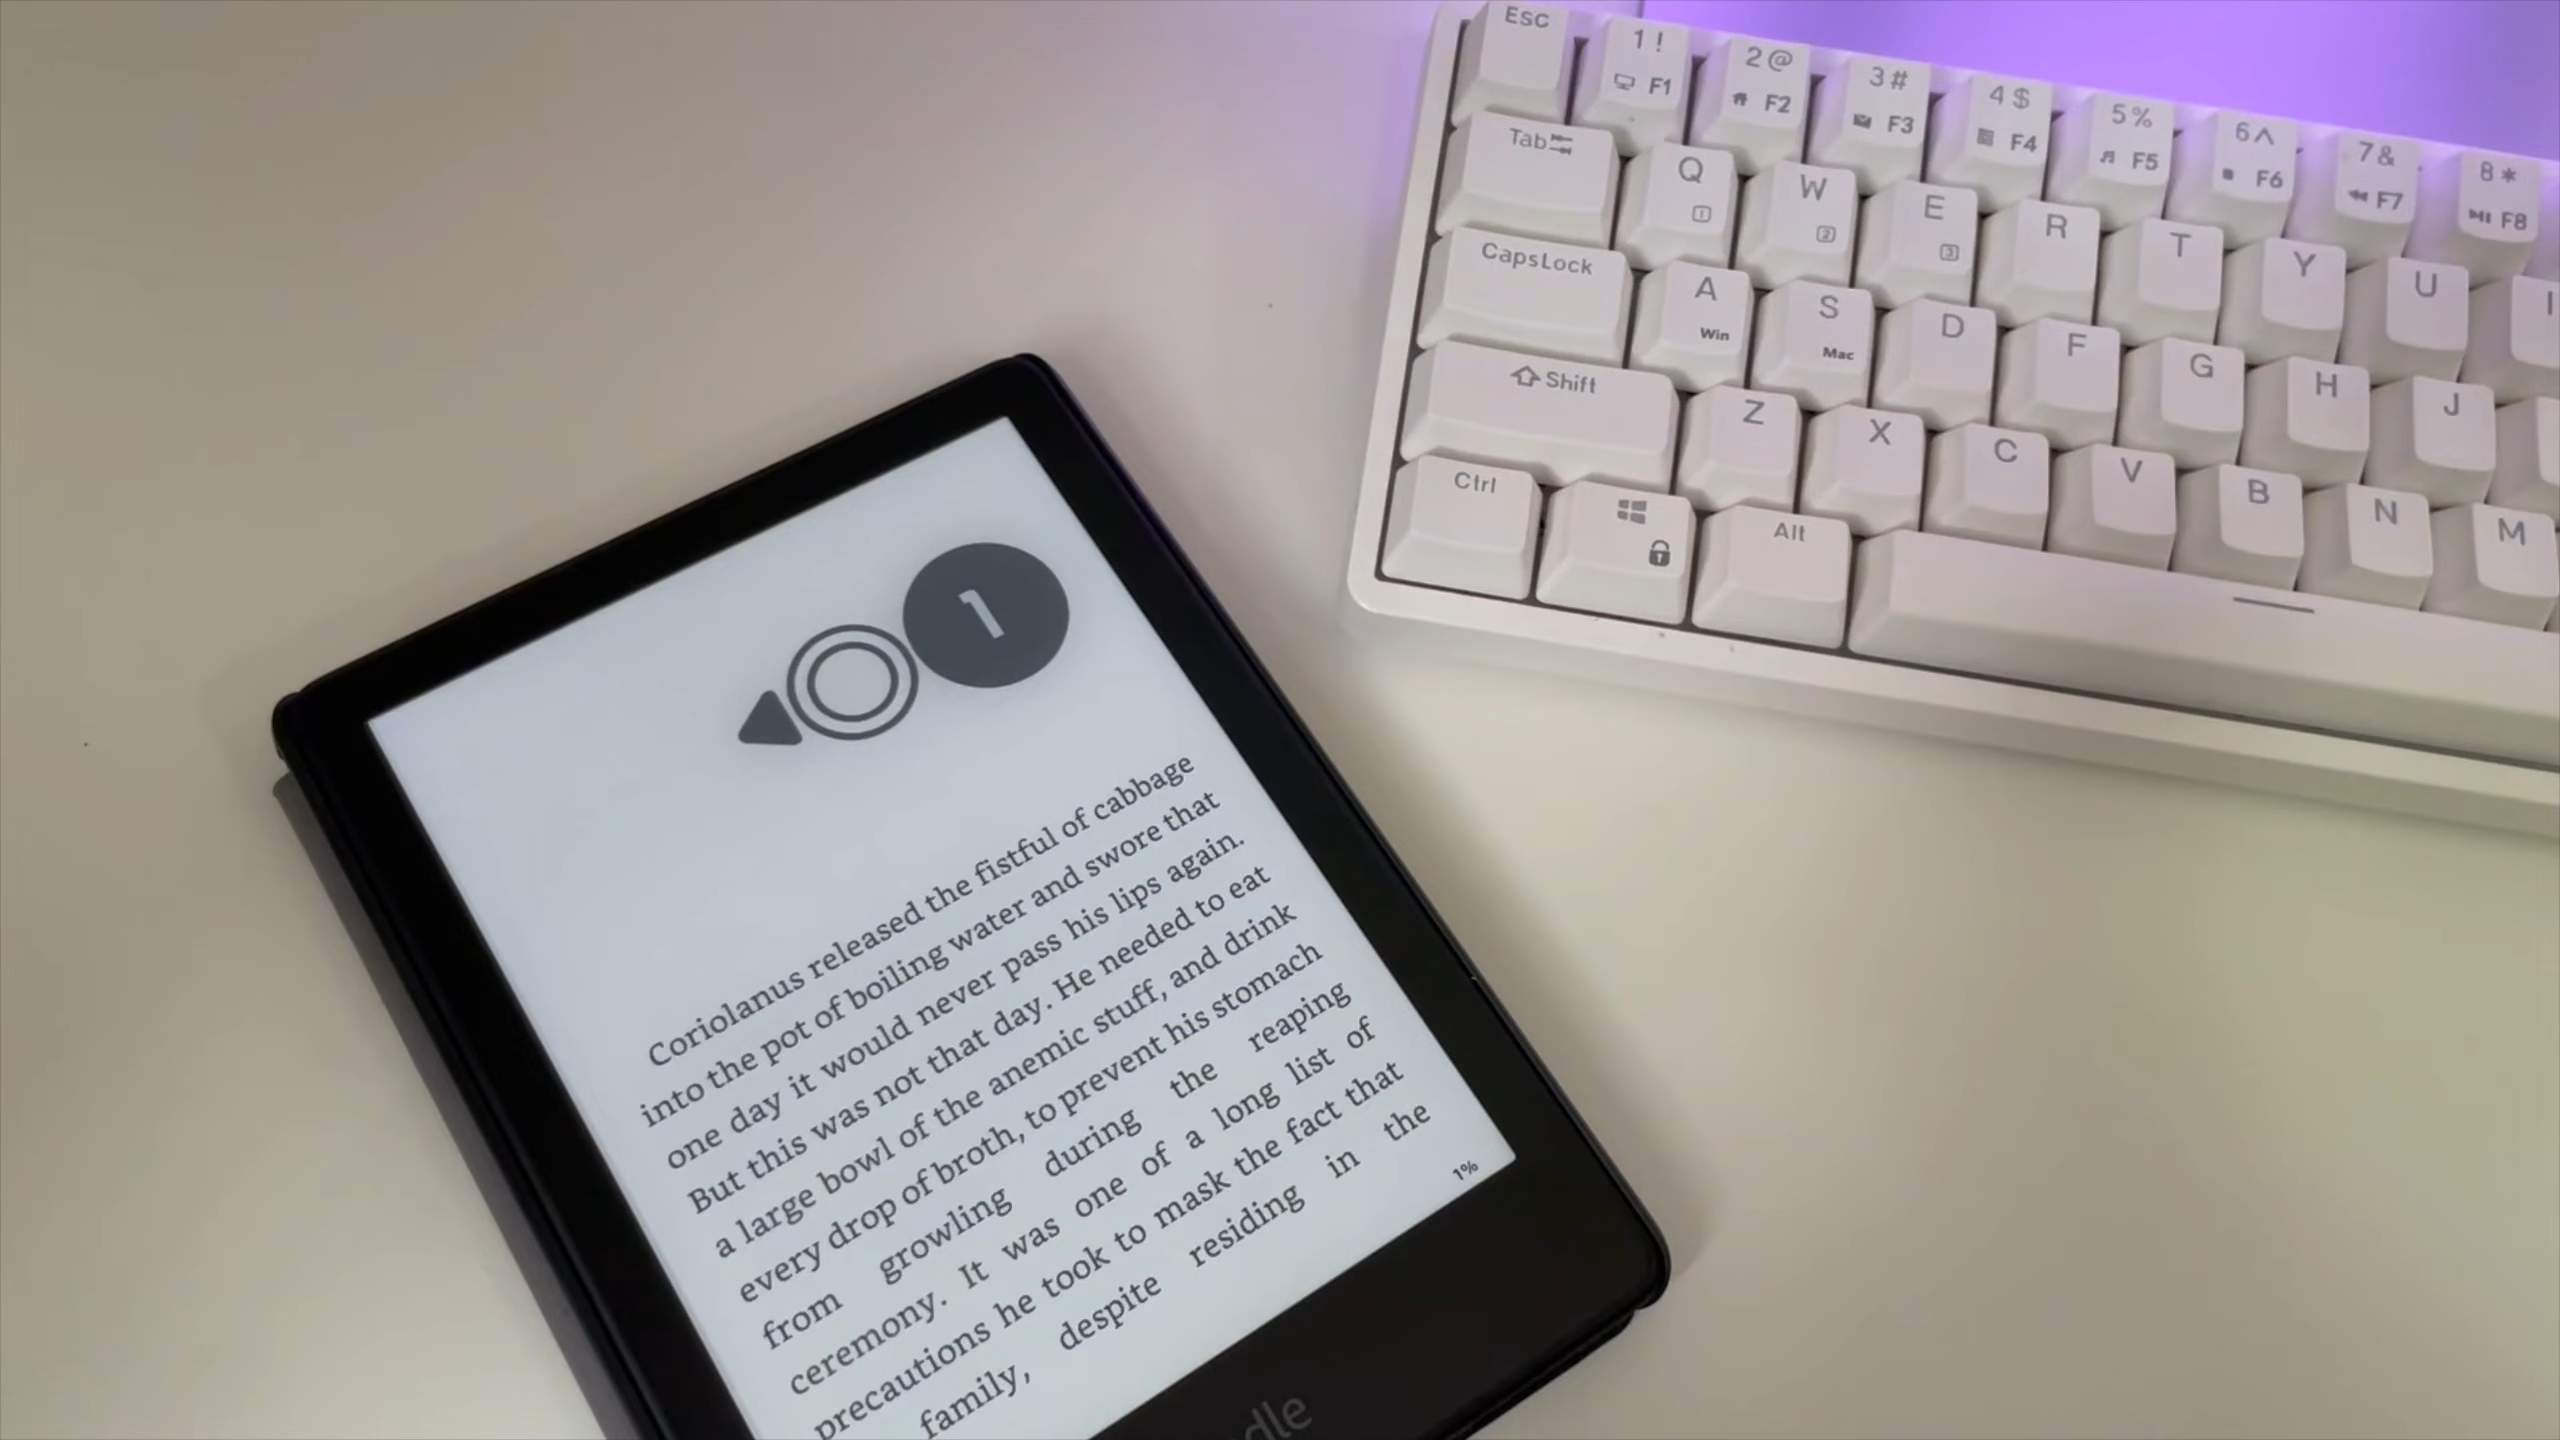 1
Coriolanus released the fistful of cabbage
into the pot of boiling water and swore that
one day it would never pass his lips again.
But this was not that day. He needed to eat
a large bowl of the anemic stuff, and drink
every drop of broth, to prevent his stomach
from growling during the reaping
ceremony. It was one of a long list of
precautions he took to mask the fact that
family, despite residing in the
1%
dle
Esc 1 ! 2 @ 3 # 4 $ 5 % 6 ^ 7 & 8 *
F1 F2 F3 F4 F5 F6 F7 F8
Tab Q W E R T Y U I
1 2 3
CapsLock A S D F G H J
Win Mac
Shift Z X C V B N M
Ctrl Alt